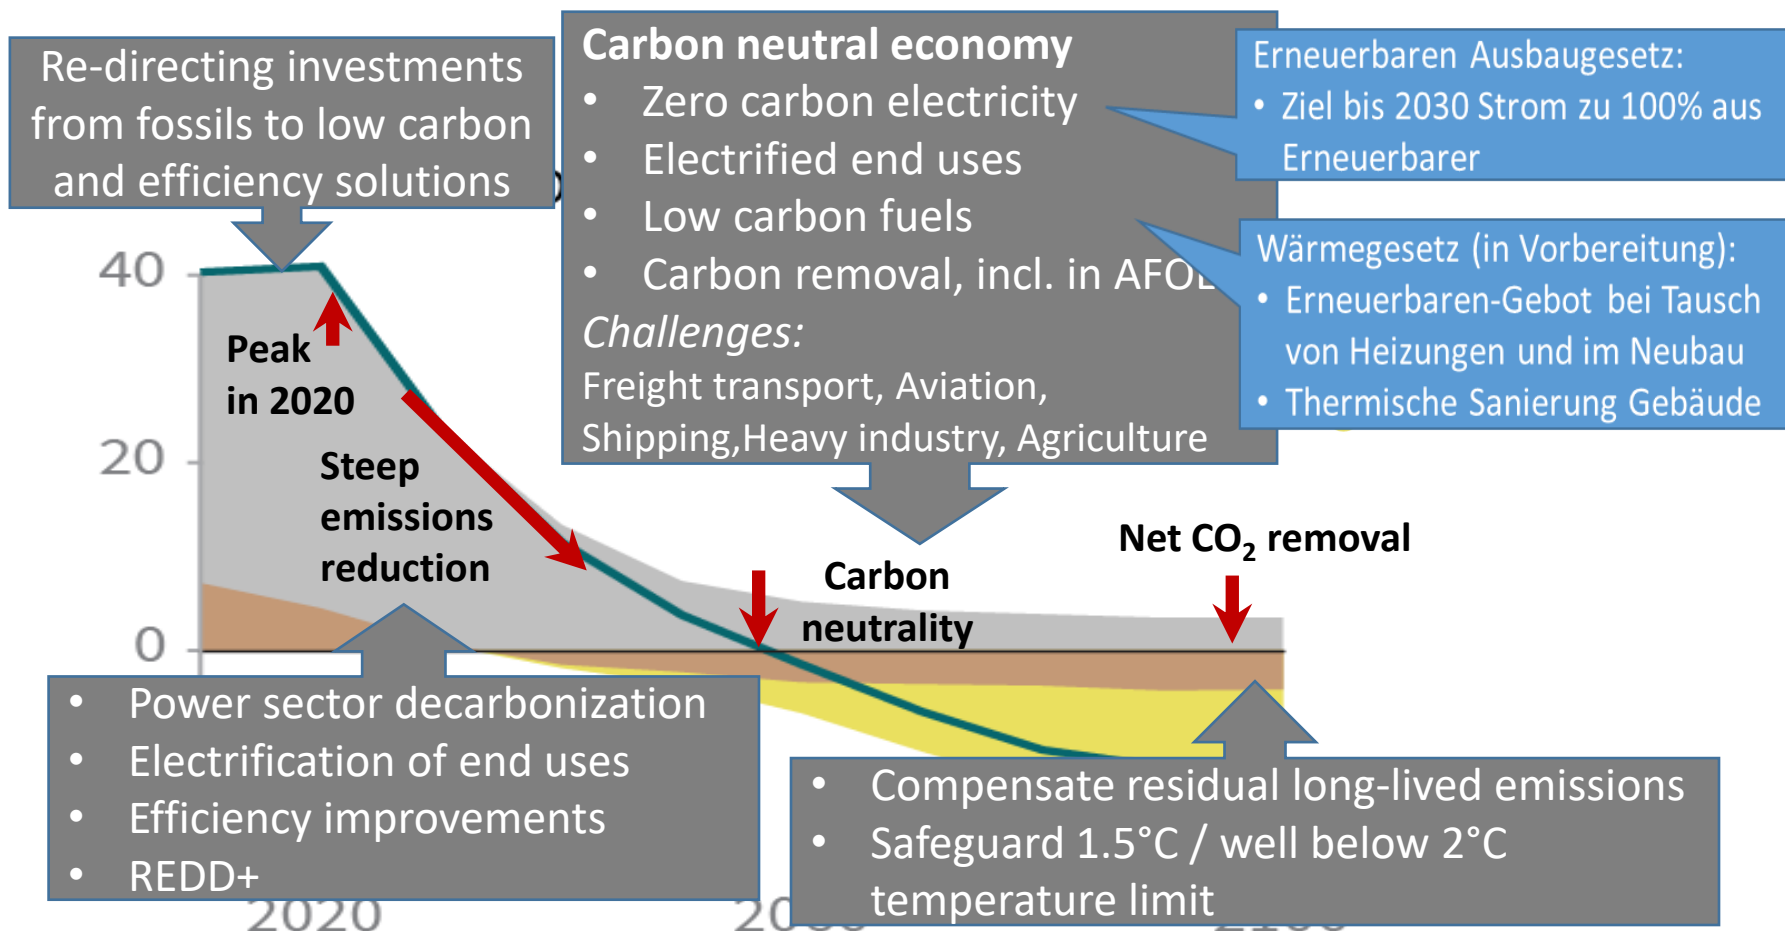 Re-directing investments
from fossils to low carbon
and efficiency solutions
Carbon neutral economy
• Zero carbon electricity
• Electrified end uses
• Low carbon fuels
• Carbon removal, incl. in
Challenges:
Freight transport, Aviation,
Shipping,Heavy industry, Agriculture
Erneuerbaren Ausbaugesetz:
• Ziel bis 2030 Strom zu 100% aus
Erneuerbarer
Wärmegesetz (in Vorbereitung):
• Erneuerbaren-Gebot bei Tausch
von Heizungen und im Neubau
• Thermische Sanierung Gebäude
40
20
0
Peak
in 2020
Steep
emissions
reduction
Carbon
neutrality
Net CO₂ removal
• Power sector decarbonization
• Electrification of end uses
• Efficiency improvements
• REDD+
• Compensate residual long-lived emissions
• Safeguard 1.5°C / well below 2°C
temperature limit
2020